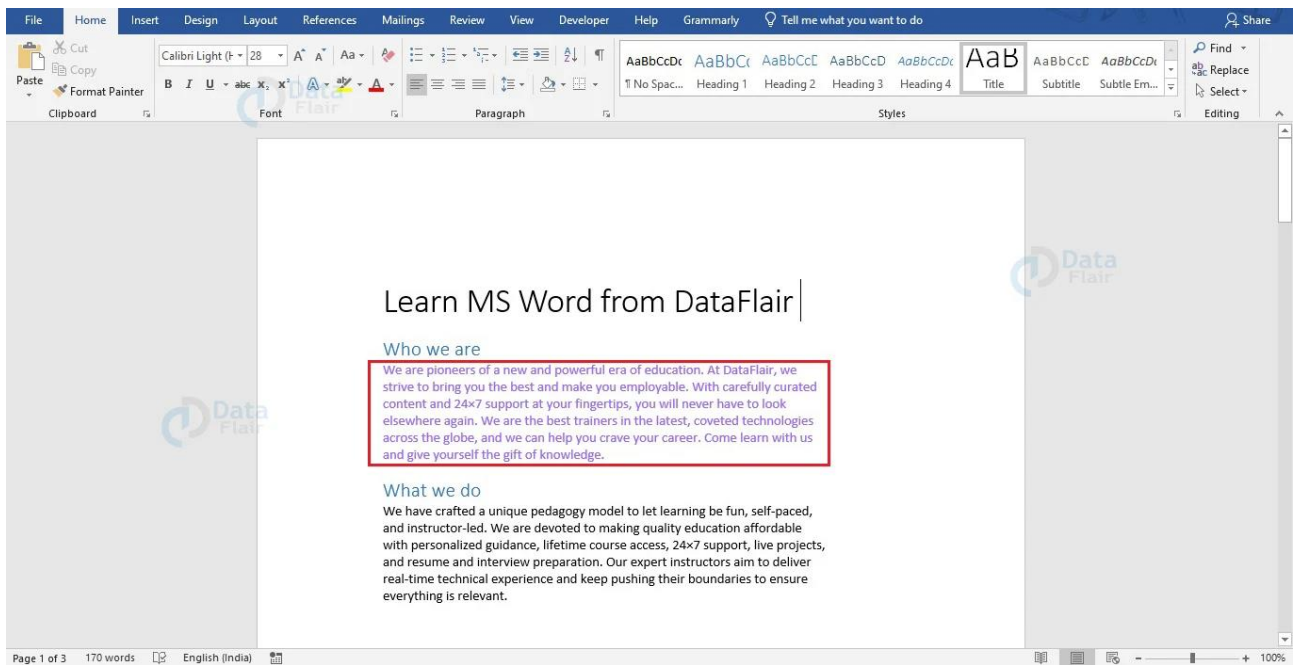 File Home Insert Design Layout References Mailings Review View Developer Help Grammarly Tell me what you want to do Share
Cut
Copy
Paste
Format Painter
Clipboard
Calibri Light (H 28 A A Aa
B I U abc x₂ x² A A
Font
Paragraph
AaBbCcDc AaBbC( AaBbCcE AaBbCcD AaBbCcDc AaB AaBbCcD AaBbCcDc
¶ No Spac... Heading 1 Heading 2 Heading 3 Heading 4 Title Subtitle Subtle Em...
Styles
Find
Replace
Select
Editing
Data
Flair
Learn MS Word from DataFlair
Data
Flair
Who we are
We are pioneers of a new and powerful era of education. At DataFlair, we
strive to bring you the best and make you employable. With carefully curated
content and 24×7 support at your fingertips, you will never have to look
elsewhere again. We are the best trainers in the latest, coveted technologies
across the globe, and we can help you crave your career. Come learn with us
and give yourself the gift of knowledge.
Data
Flair
What we do
We have crafted a unique pedagogy model to let learning be fun, self-paced,
and instructor-led. We are devoted to making quality education affordable
with personalized guidance, lifetime course access, 24×7 support, live projects,
and resume and interview preparation. Our expert instructors aim to deliver
real-time technical experience and keep pushing their boundaries to ensure
everything is relevant.
Page 1 of 3 170 words English (India) 100%